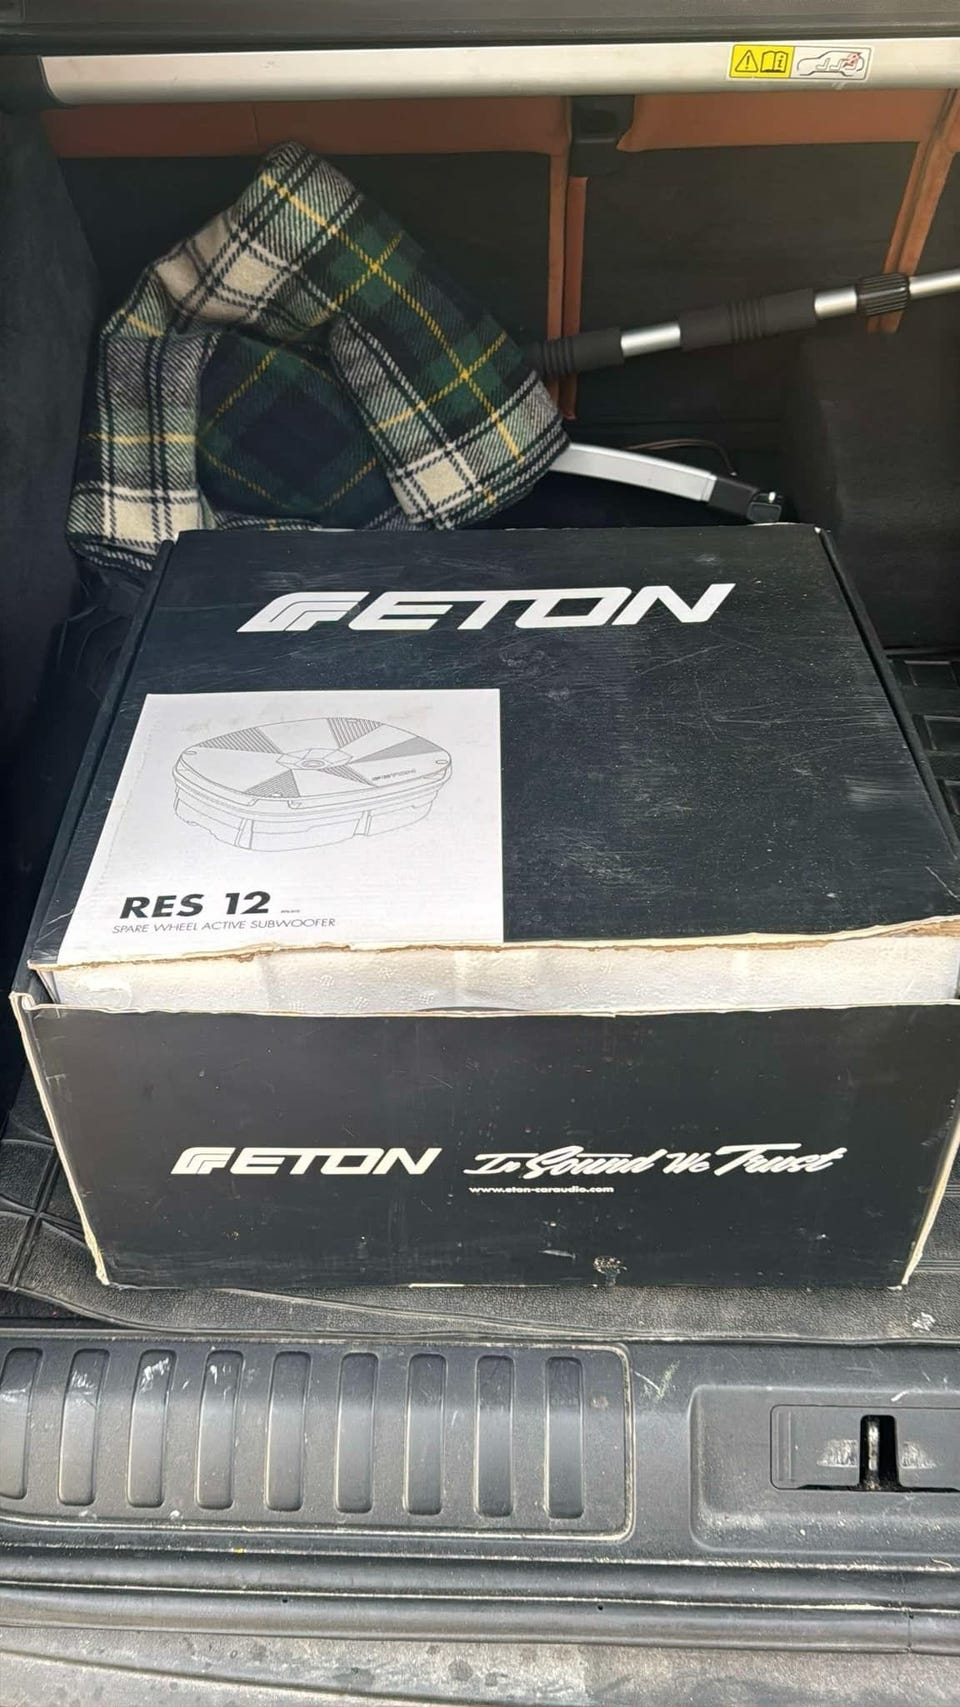 ETON
ETON
RES 12
SPARE WHEEL ACTIVE SUBWOOFER
ETON In Sound We Trust
www.eton-caraudio.com